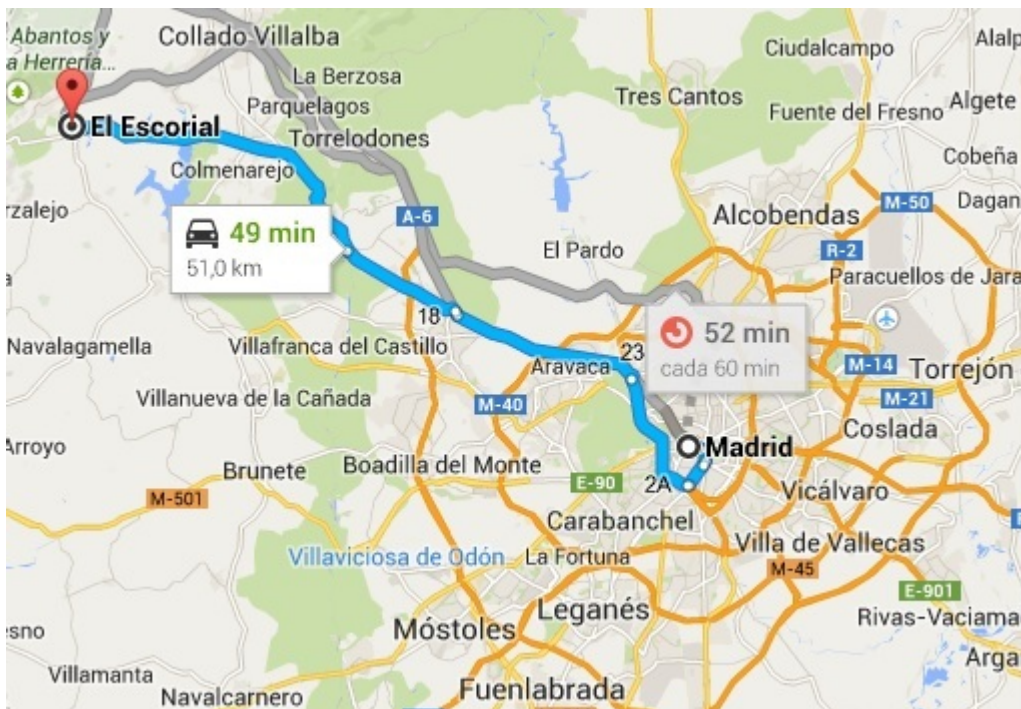 Abantos y
a Herrería...
Collado Villalba
Ciudalcampo
Alalp
La Berzosa
Tres Cantos
Parquelagos
Fuente del Fresno
Algete
El Escorial
Torrelodones
Cobeña
Colmenarejo
rzalejo
A-6
M-50
Dagan
Alcobendas
49 min
51,0 km
El Pardo
R-2
Paracuellos de Jara
18
52 min
cada 60 min
Navalagamella
Villafranca del Castillo
23
Aravaca
M-14
Torrejón
Villanueva de la Cañada
M-40
M-21
Coslada
Arroyo
Madrid
Brunete
Boadilla del Monte
E-90
2A
Vicálvaro
M-501
Carabanchel
Villaviciosa de Odón
La Fortuna
Villa de Vallecas
M-45
E-901
Leganés
Rivas-Vaciama
esno
Móstoles
Arga
Villamanta
Navalcarnero
Fuenlabrada